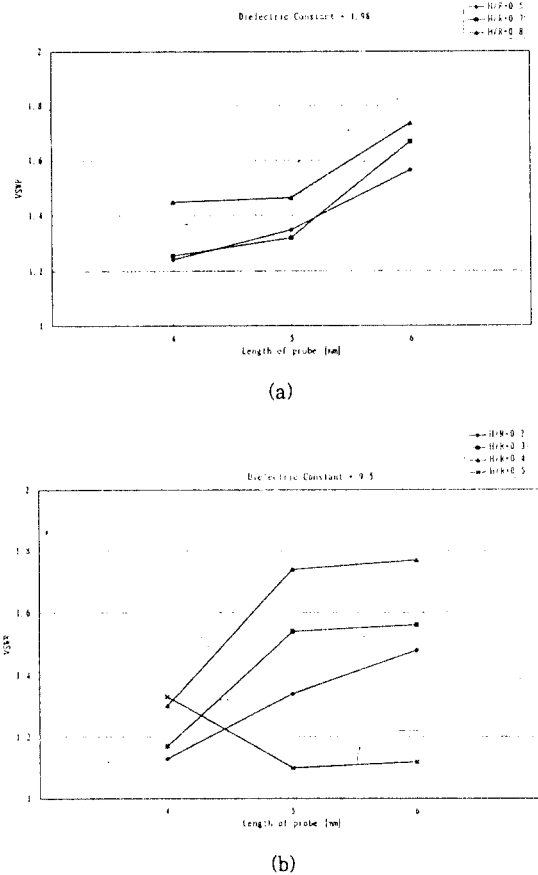 Dielectric Constant = 1.96
H/R=0.5
H/R=0.7
H/R=0.8
2
1.8
1.6
1.4
1.2
1
VSWR
4
5
6
Length of probe [mm]
(a)
H/R=0.2
H/R=0.3
H/R=0.4
H/R=0.5
Dielectric Constant = 9.5
2
1.8
1.6
1.4
1.2
1
VSWR
4
5
6
Length of probe [mm]
(b)